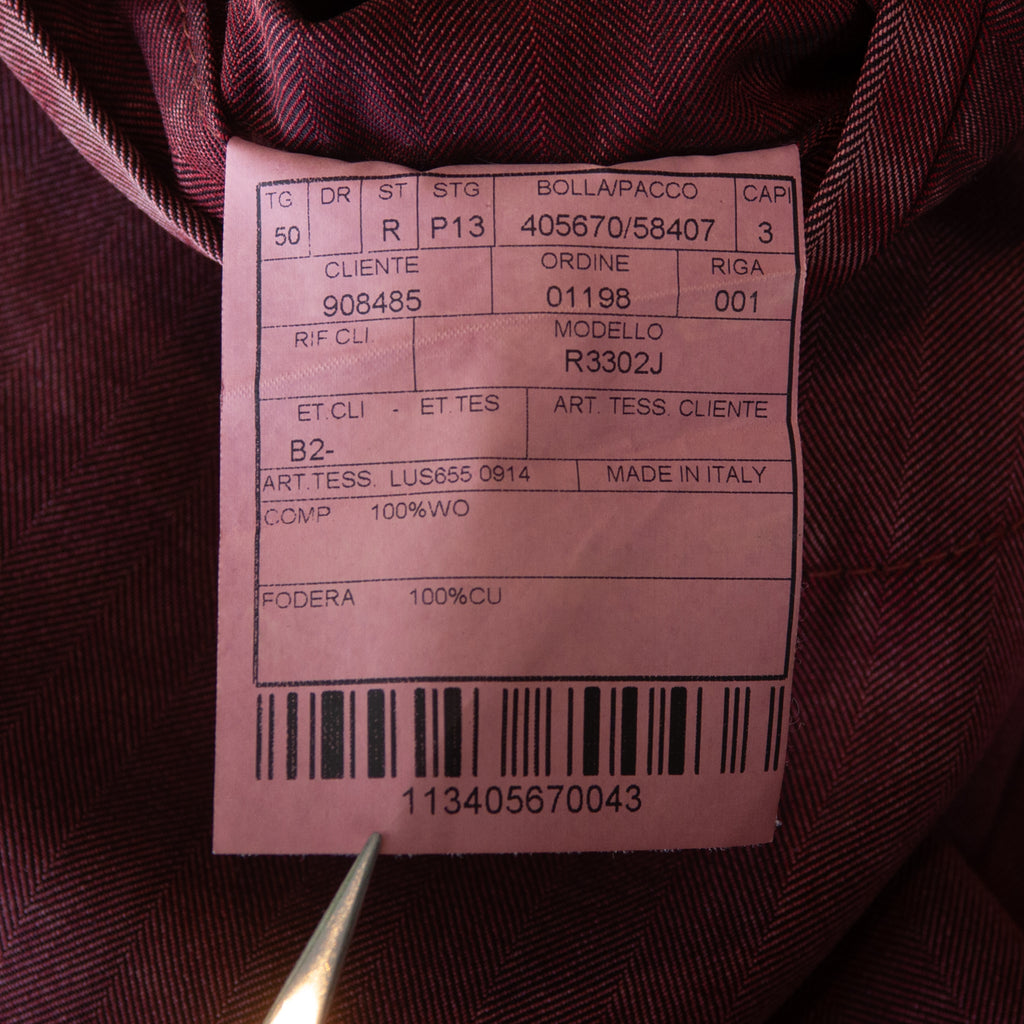 TG DR ST STG BOLLA/PACCO CAPI
50 R P13 405670/58407 3
CLIENTE ORDINE RIGA
908485 01198 001
RIF CLI. MODELLO
R3302J
ET.CLI - ET.TES ART. TESS. CLIENTE
B2-
ART.TESS. LUS655 0914 MADE IN ITALY
COMP 100%WO
FODERA 100%CU
113405670043